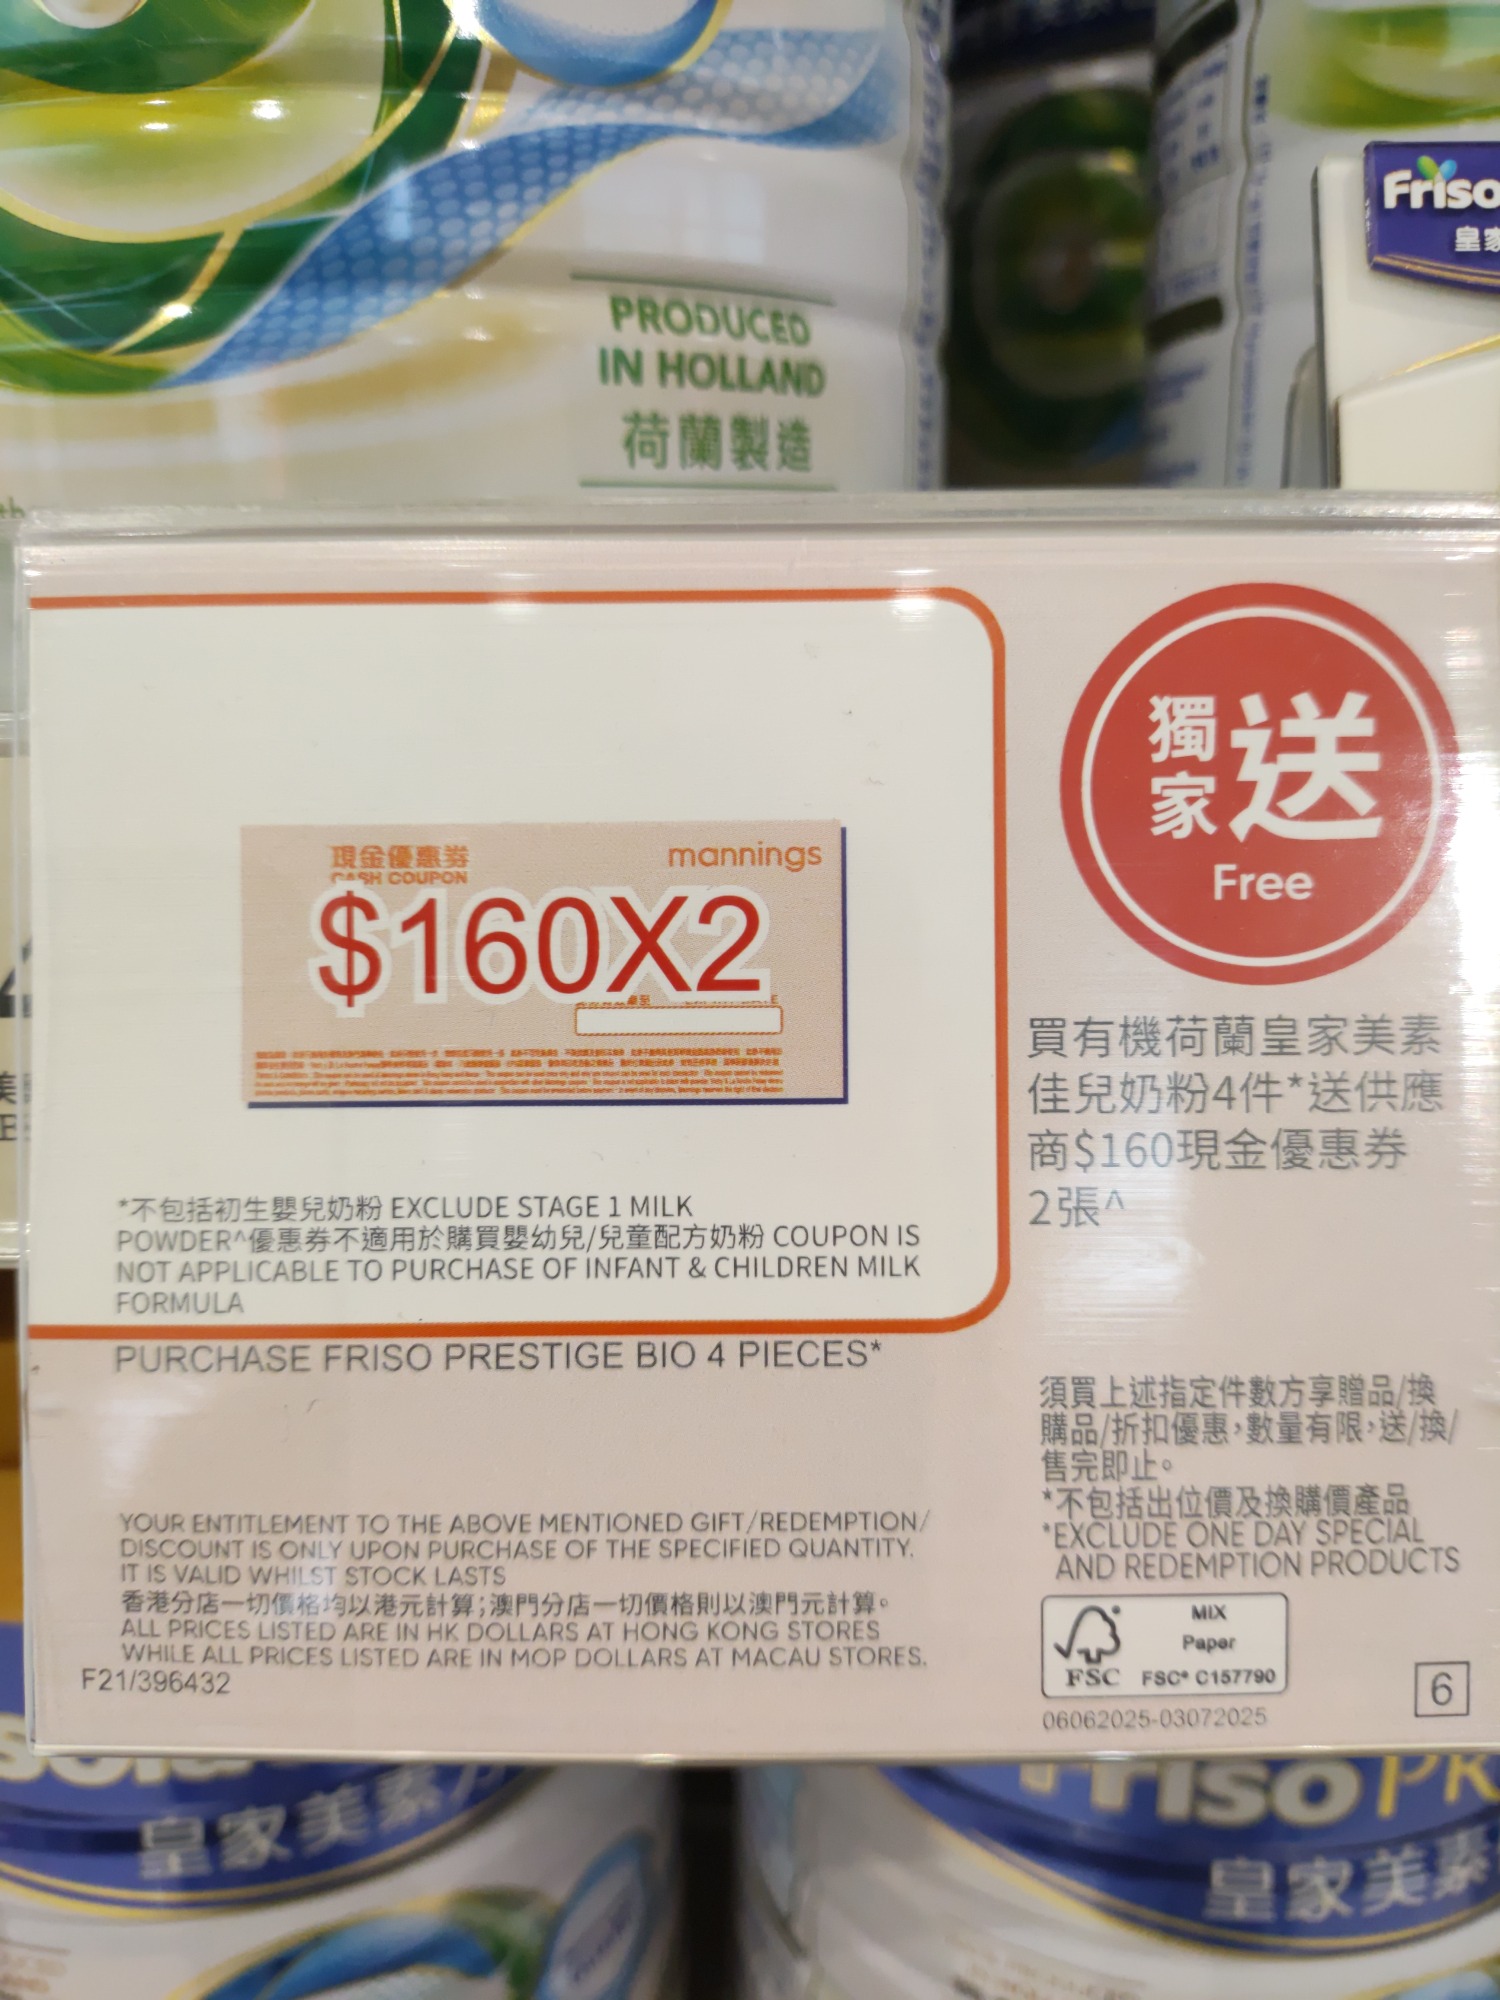 PRODUCED
IN HOLLAND
荷蘭製造
Friso
皇家
獨家送
Free
現金優惠券
CASH COUPON
mannings
$160X2
買有機荷蘭皇家美素
佳兒奶粉4件*送供應
商$160現金優惠券
2張^
*不包括初生嬰兒奶粉 EXCLUDE STAGE 1 MILK
POWDER^優惠券不適用於購買嬰幼兒/兒童配方奶粉 COUPON IS
NOT APPLICABLE TO PURCHASE OF INFANT & CHILDREN MILK
FORMULA
PURCHASE FRISO PRESTIGE BIO 4 PIECES*
須買上述指定件數方享贈品/換
購品/折扣優惠,數量有限,送/換/
售完即止。
*不包括出位價及換購價產品
*EXCLUDE ONE DAY SPECIAL
AND REDEMPTION PRODUCTS
YOUR ENTITLEMENT TO THE ABOVE MENTIONED GIFT/REDEMPTION/
DISCOUNT IS ONLY UPON PURCHASE OF THE SPECIFIED QUANTITY.
IT IS VALID WHILST STOCK LASTS
香港分店一切價格均以港元計算;澳門分店一切價格則以澳門元計算。
ALL PRICES LISTED ARE IN HK DOLLARS AT HONG KONG STORES
WHILE ALL PRICES LISTED ARE IN MOP DOLLARS AT MACAU STORES.
F21/396432
FSC
MIX
Paper
FSC® C157790
06062025-03072025
6
皇家美素
Friso PR
皇家美素